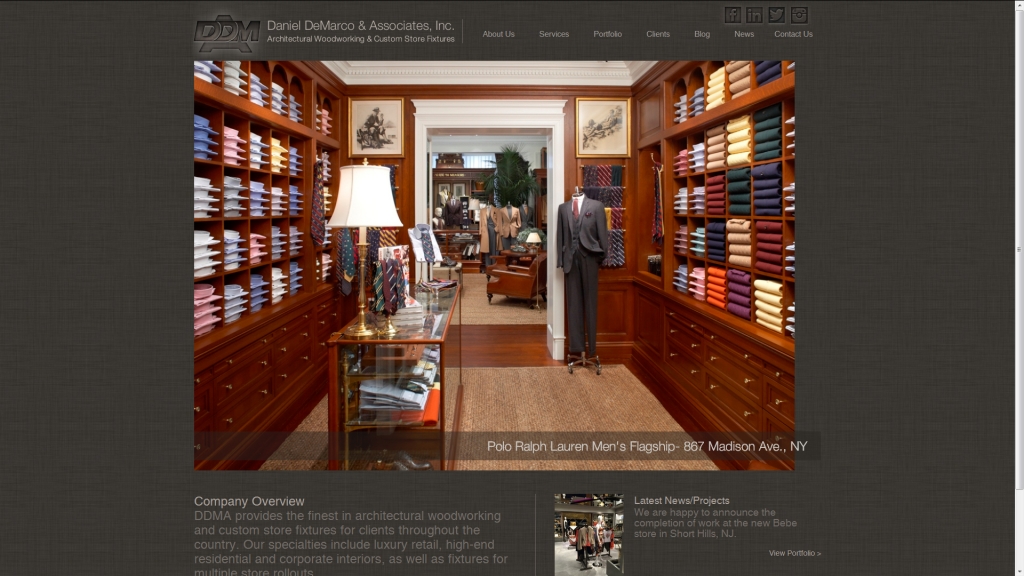 DDM
Daniel DeMarco & Associates, Inc.
Architectural Woodworking & Custom Store Fixtures
About Us
Services
Portfolio
Clients
Blog
News
Contact Us
Polo Ralph Lauren Men's Flagship- 867 Madison Ave., NY
Company Overview
DDMA provides the finest in architectural woodworking
and custom store fixtures for clients throughout the
country. Our specialties include luxury retail, high-end
residential and corporate interiors, as well as fixtures for
multiple store rollouts.
Latest News/Projects
We are happy to announce the
completion of work at the new Bebe
store in Short Hills, NJ.
View Portfolio >